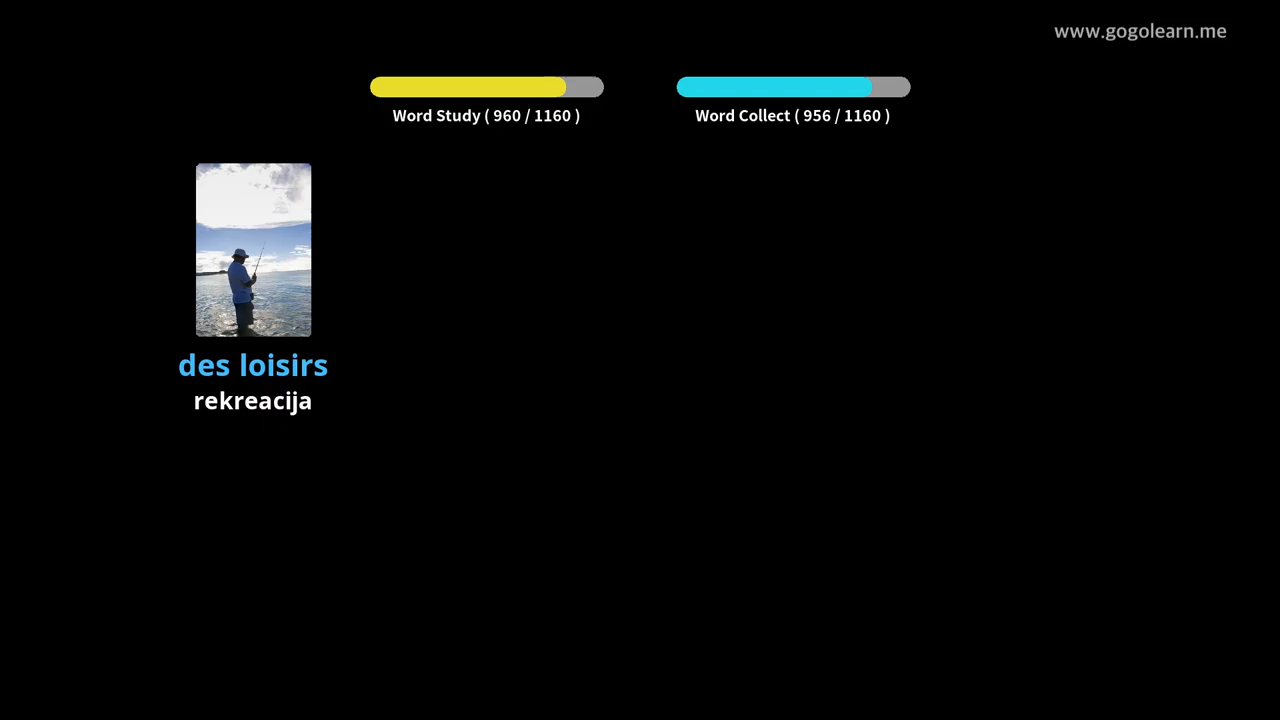 www.gogolearn.me
Word Study ( 960 / 1160 )
Word Collect ( 956 / 1160 )
des loisirs
rekreacija